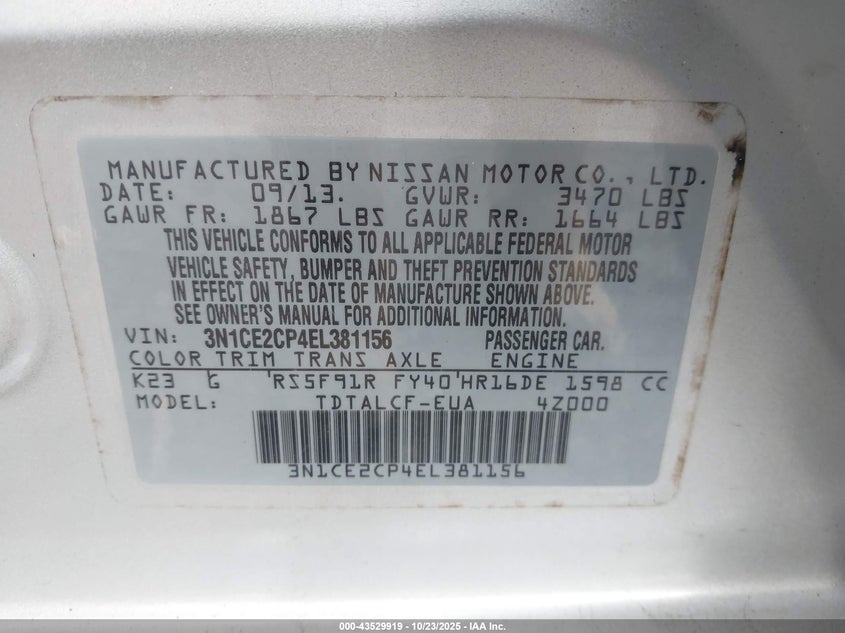 MANUFACTURED BY NISSAN MOTOR CO., LTD.
DATE: 09/13. GVWR: 3470 LBS
GAWR FR: 1867 LBS GAWR RR: 1664 LBS
THIS VEHICLE CONFORMS TO ALL APPLICABLE FEDERAL MOTOR
VEHICLE SAFETY, BUMPER AND THEFT PREVENTION STANDARDS
IN EFFECT ON THE DATE OF MANUFACTURE SHOWN ABOVE.
SEE OWNER'S MANUAL FOR ADDITIONAL INFORMATION.
VIN: 3N1CE2CP4EL381156 PASSENGER CAR.
COLOR TRIM TRANS AXLE ENGINE
K23 G RS5F91R FY40 HR16DE 1598 CC
MODEL: TDTALCF-EUA 4Z000
3N1CE2CP4EL381156
000-43529919 - 10/23/2025 - IAA Inc.